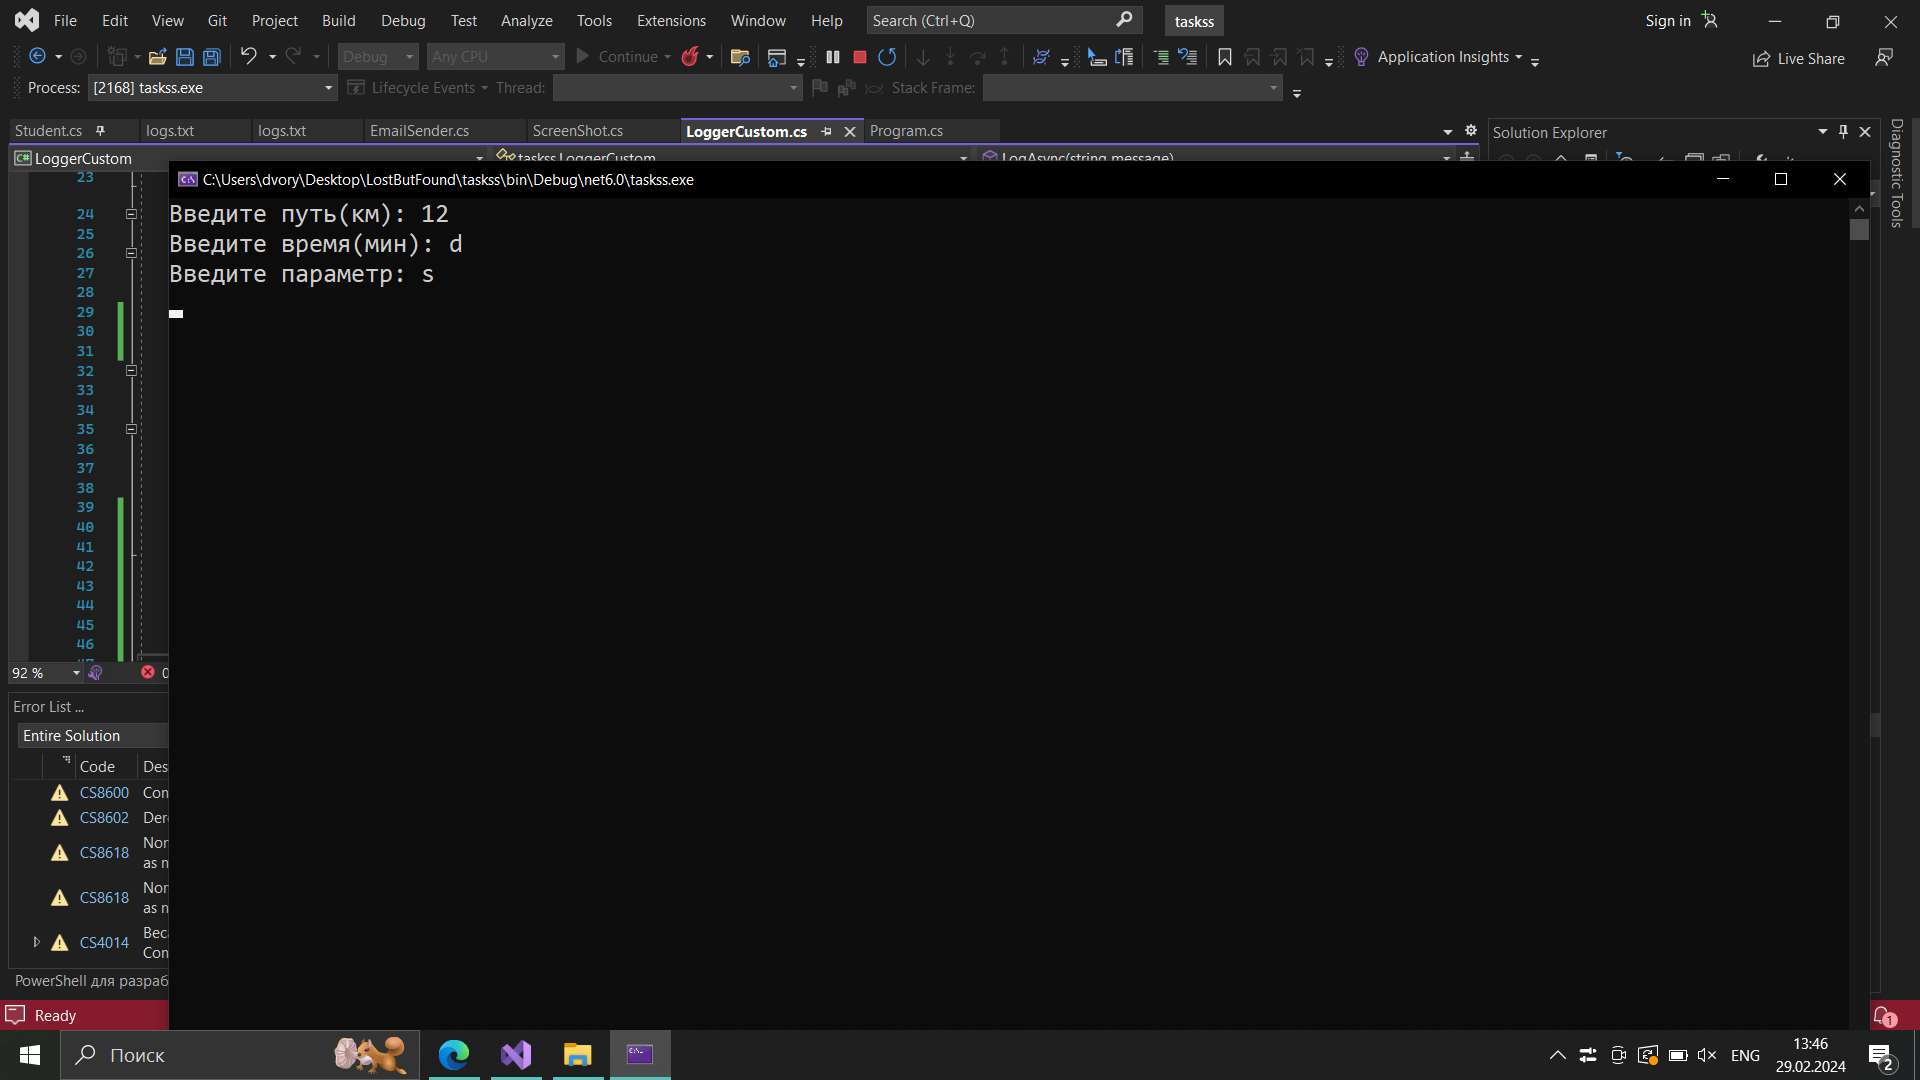 File Edit View Git Project Build Debug Test Analyze Tools Extensions Window Help Search (Ctrl+Q) taskss Sign in
Debug Any CPU Continue Application Insights Live Share
Process: [2168] taskss.exe Lifecycle Events Thread: Stack Frame:
Student.cs logs.txt logs.txt EmailSender.cs ScreenShot.cs LoggerCustom.cs Program.cs Solution Explorer
Diagnostic Tools
C# LoggerCustom taskss.LoggerCustom LogAsync(string message)
C:\Users\dvory\Desktop\LostButFound\taskss\bin\Debug\net6.0\taskss.exe
Введите путь(км): 12
Введите время(мин): d
Введите параметр: s
23
24
25
26
27
28
29
30
31
32
33
34
35
36
37
38
39
40
41
42
43
44
45
46
92 % 0
Error List ...
Entire Solution
Code Des
CS8600 Con
CS8602 Der
CS8618 Nor
as n
CS8618 Nor
as n
CS4014 Bec
Con
PowerShell для разраб
Ready 1
Поиск ENG 13:46
29.02.2024 2